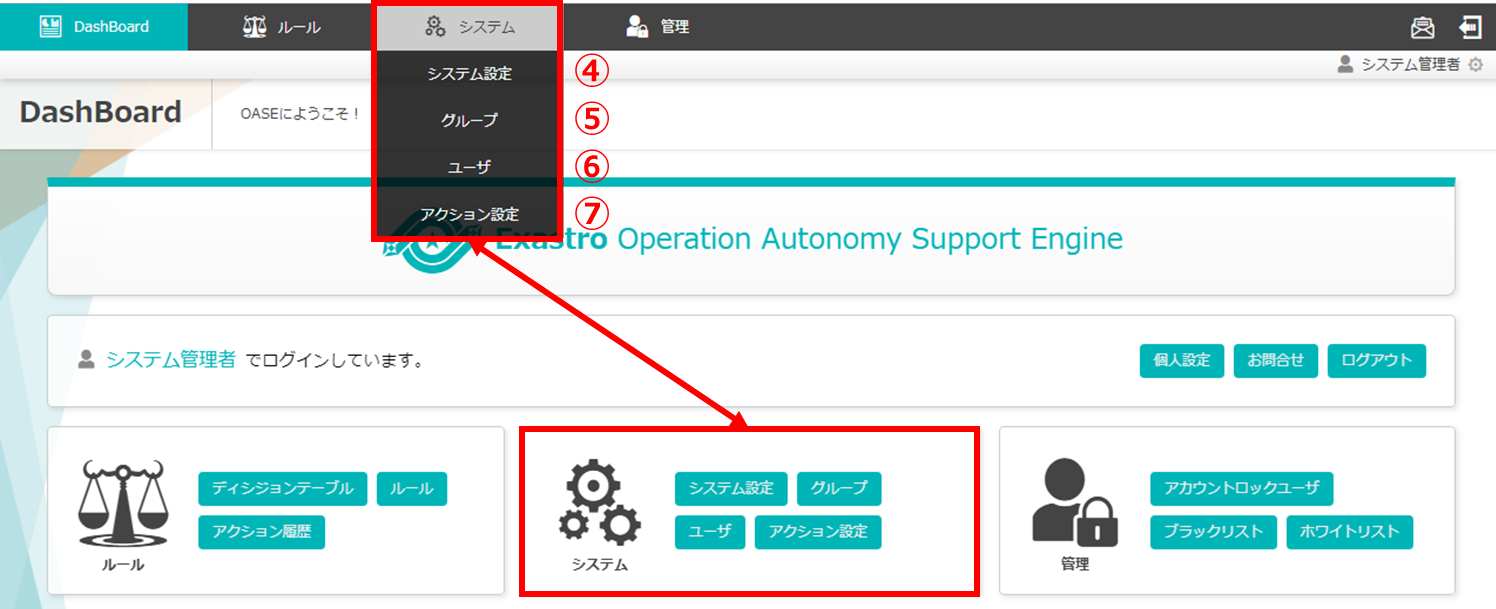 DashBoard ルール システム 管理
システム管理者
DashBoard OASEにようこそ！
システム設定 ④
グループ ⑤
ユーザ ⑥
アクション設定 ⑦
Exastro Operation Autonomy Support Engine
システム管理者 でログインしています。 個人設定 お問合せ ログアウト
ディシジョンテーブル ルール
アクション履歴
ルール
システム設定 グループ
ユーザ アクション設定
システム
アカウントロックユーザ
ブラックリスト ホワイトリスト
管理